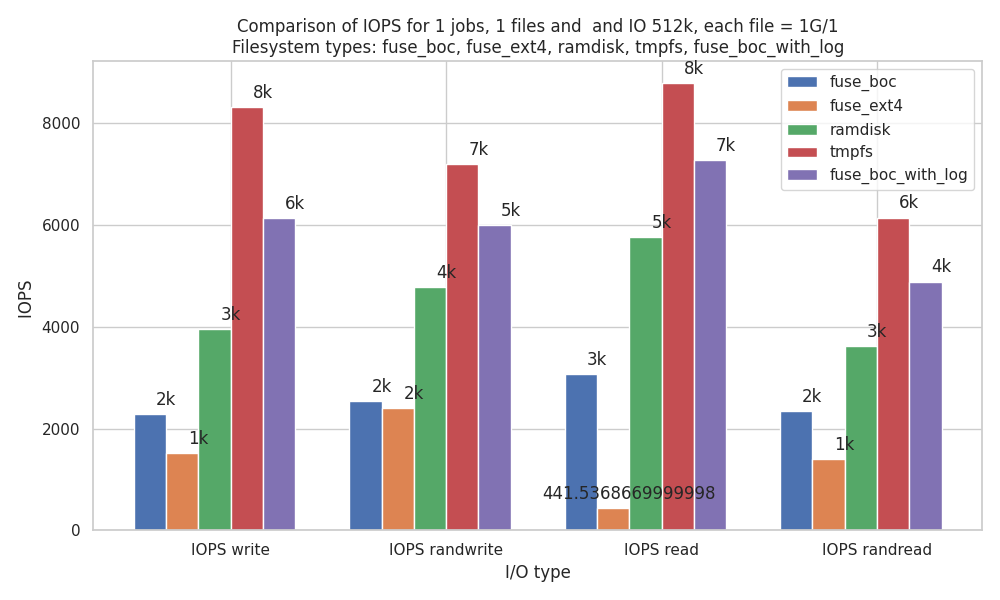 Comparison of IOPS for 1 jobs, 1 files and  and IO 512k, each file = 1G/1
Filesystem types: fuse_boc, fuse_ext4, ramdisk, tmpfs, fuse_boc_with_log
fuse_boc
fuse_ext4
ramdisk
tmpfs
fuse_boc_with_log
IOPS
8000
6000
4000
2000
0
2k
1k
3k
8k
6k
2k
2k
4k
7k
5k
3k
441.5368669999998
5k
8k
7k
2k
1k
3k
6k
4k
IOPS write
IOPS randwrite
IOPS read
IOPS randread
I/O type